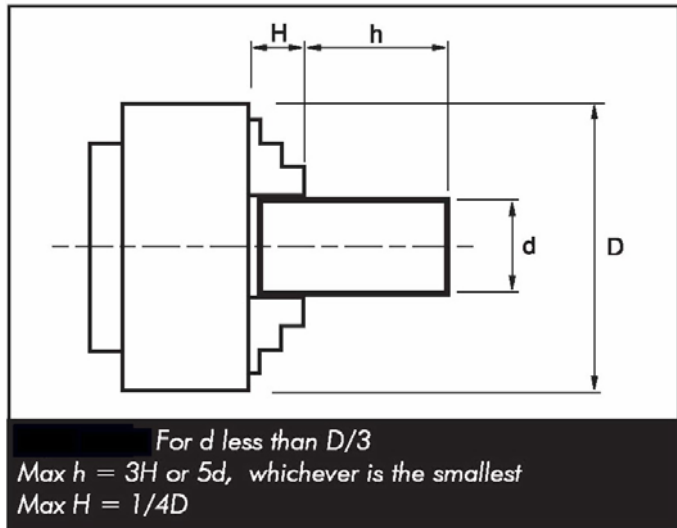 H h
d D
For d less than D/3
Max h = 3H or 5d, whichever is the smallest
Max H = 1/4D